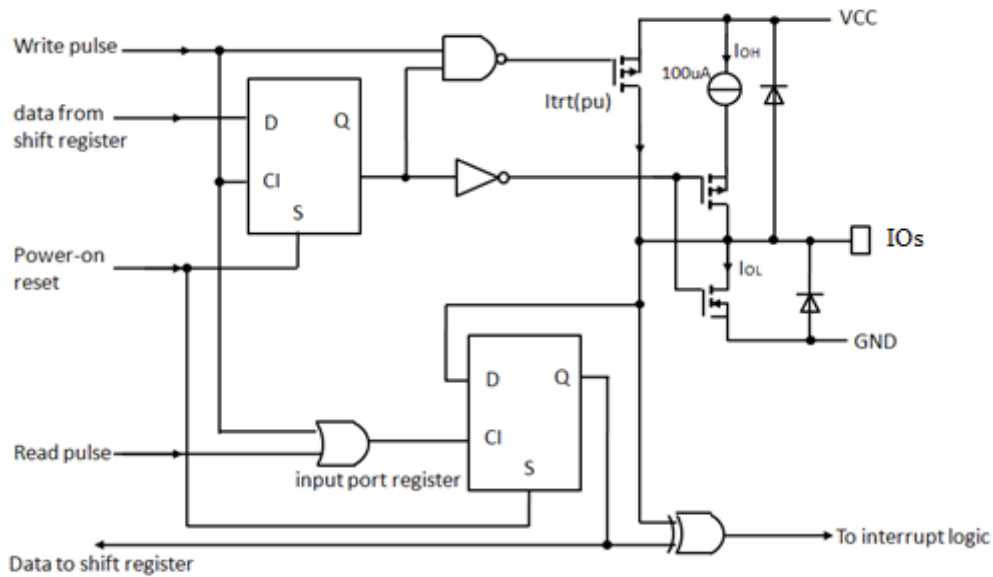 VCC
Write pulse
IOH
100uA
Itrt(pu)
data from
shift register
D
Q
CI
S
IOs
Power-on
reset
IOL
GND
D
Q
CI
Read pulse
S
input port register
To interrupt logic
Data to shift register